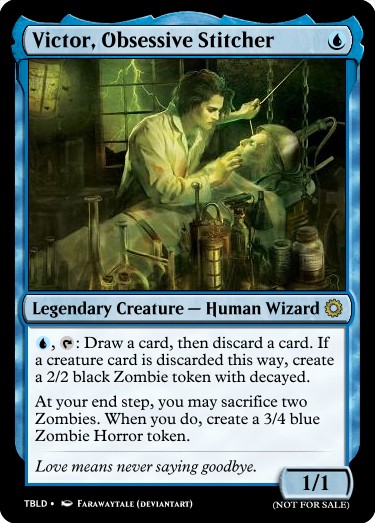 Victor, Obsessive Stitcher
Legendary Creature — Human Wizard
: Draw a card, then discard a card. If
a creature card is discarded this way, create
a 2/2 black Zombie token with decayed.
At your end step, you may sacrifice two
Zombies. When you do, create a 3/4 blue
Zombie Horror token.
Love means never saying goodbye.
1/1
TBLD • Farawaytale (deviantart)
(NOT FOR SALE)